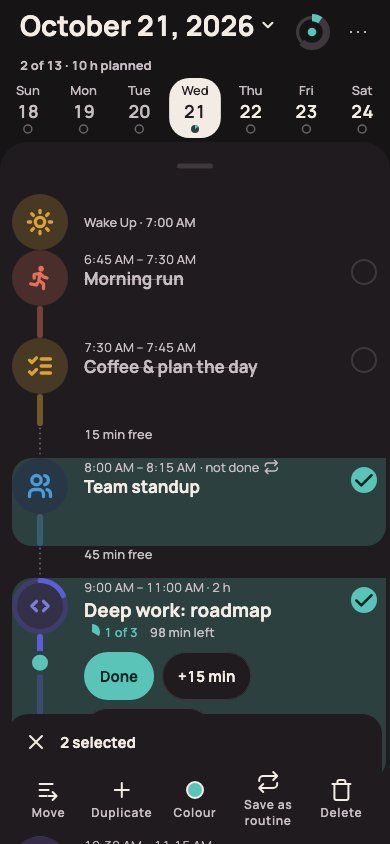 October 21, 2026
2 of 13 · 10 h planned
Sun Mon Tue Wed Thu Fri Sat
18 19 20 21 22 23 24
Wake Up · 7:00 AM
6:45 AM – 7:30 AM
Morning run
7:30 AM – 7:45 AM
Coffee & plan the day
15 min free
8:00 AM – 8:15 AM · not done
Team standup
45 min free
9:00 AM – 11:00 AM · 2 h
Deep work: roadmap
1 of 3 98 min left
Done +15 min
2 selected
Move Duplicate Colour Save as routine Delete